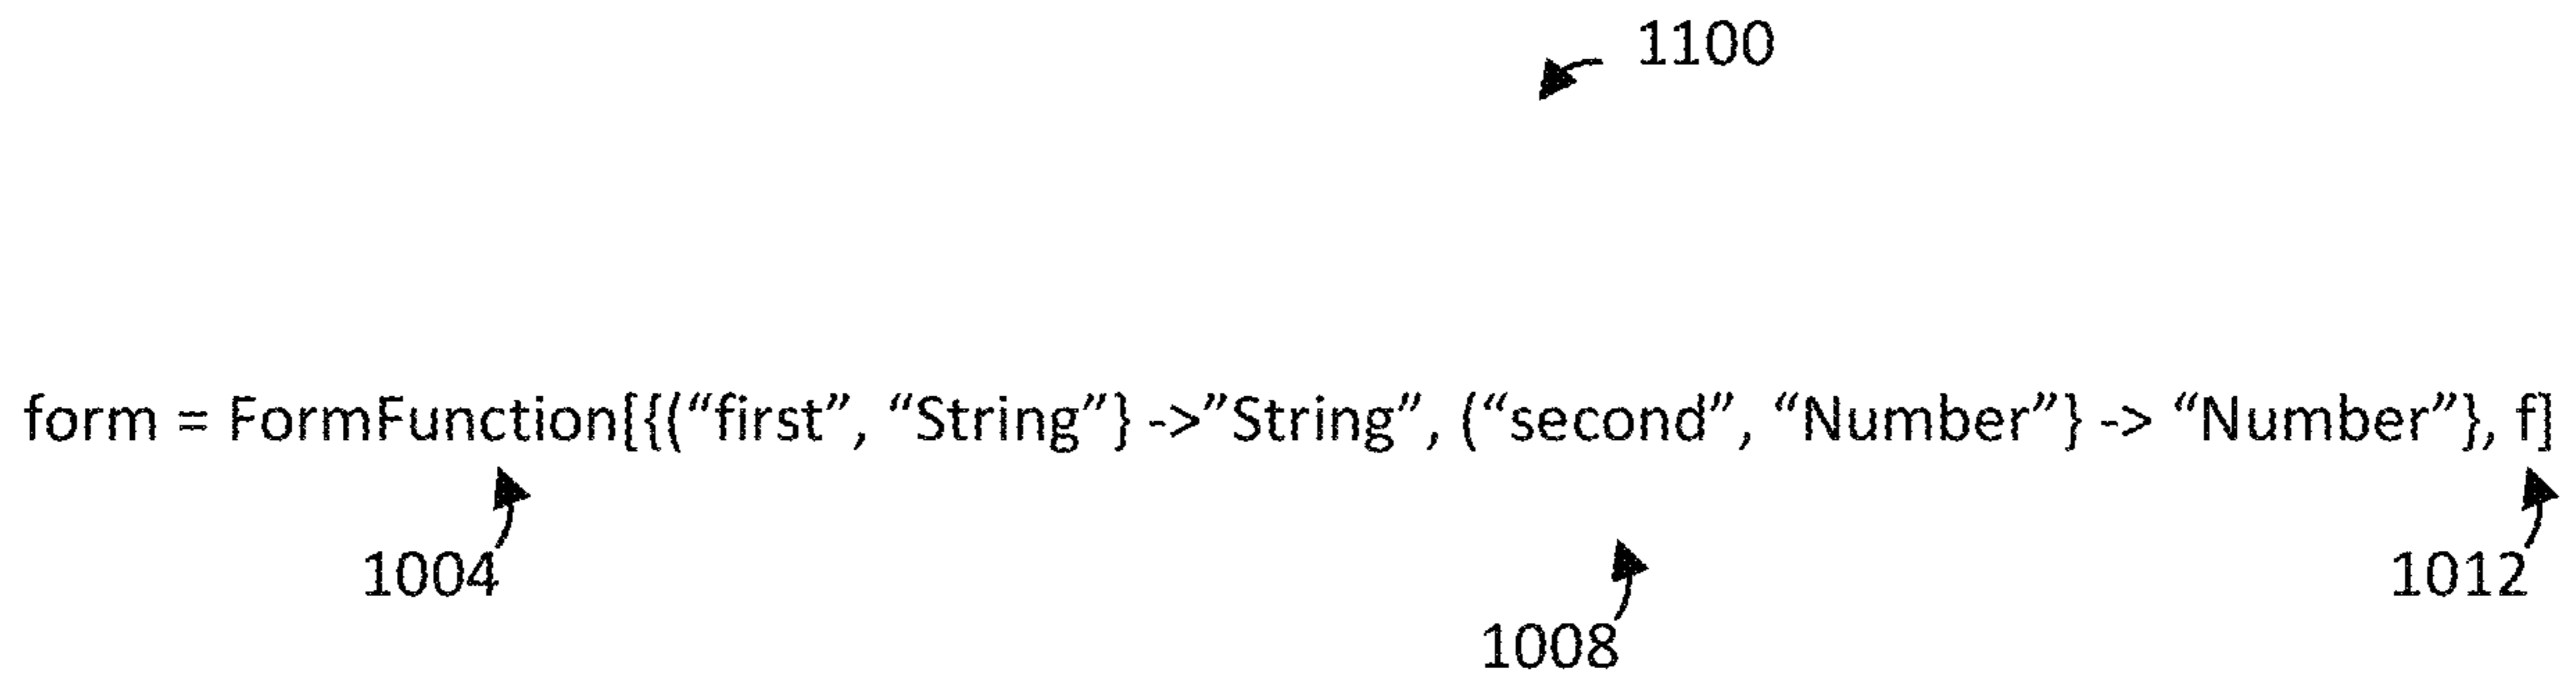 1100
form = FormFunction[{(“first”, “String”} ->”String”, (“second”, “Number”} -> “Number”}, f]
1004
1012
1008